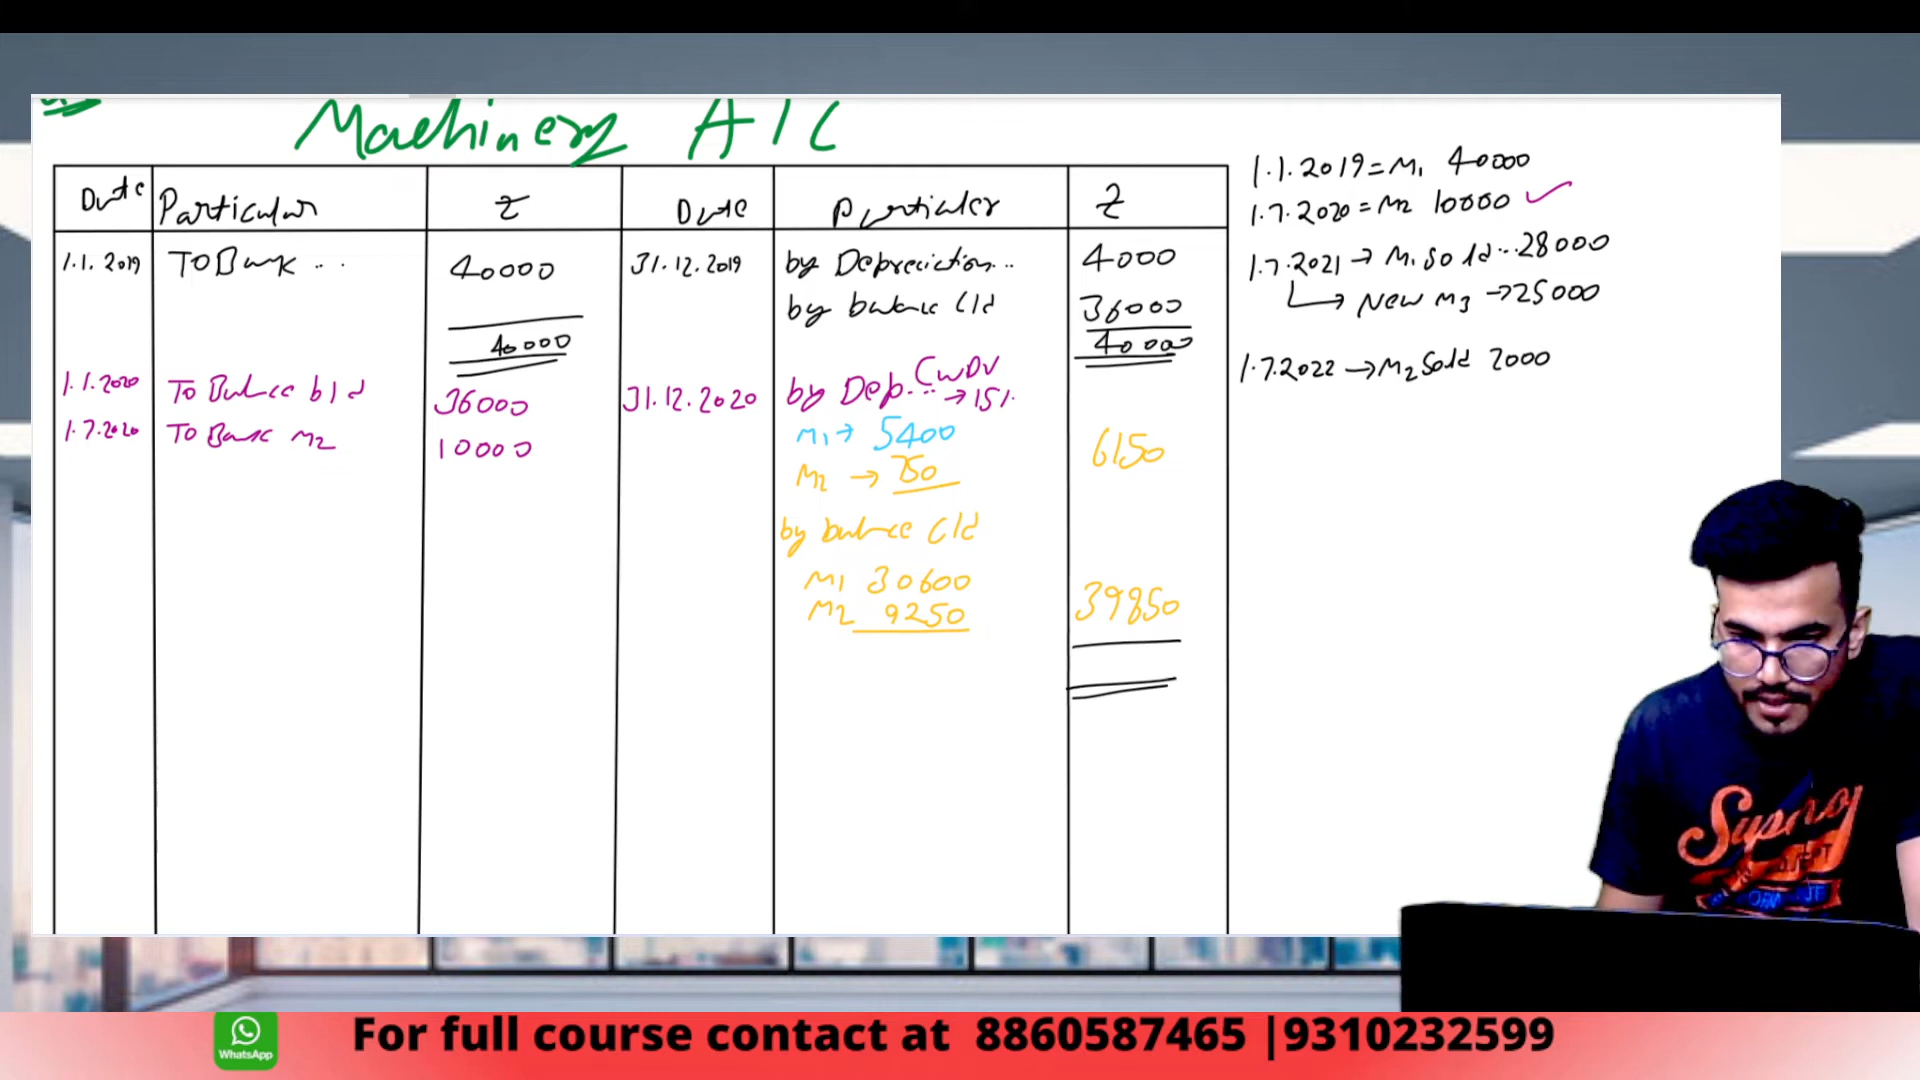 Machinery A/C
Date Particular ₹ Date Particular ₹
1.1.2019 To Bank ... 40000 31.12.2019 by Depreciation... 4000
by balance C/d 36000
40000 40000
1.1.2020 To Balance b/d 36000 31.12.2020 by Dep... (WDV → 15%
1.7.2020 To Bank M2 10000 M1 → 5400
M2 → 750 6150
by balance C/d
M1 30600
M2 9250 39850
1.1.2019 = M1 40000
1.7.2020 = M2 10000 ✓
1.7.2021 → M1 Sold...28000
↳ New M3 → 25000
1.7.2022 → M2 Sold 2000
Supro
WhatsApp
For full course contact at 8860587465 |9310232599